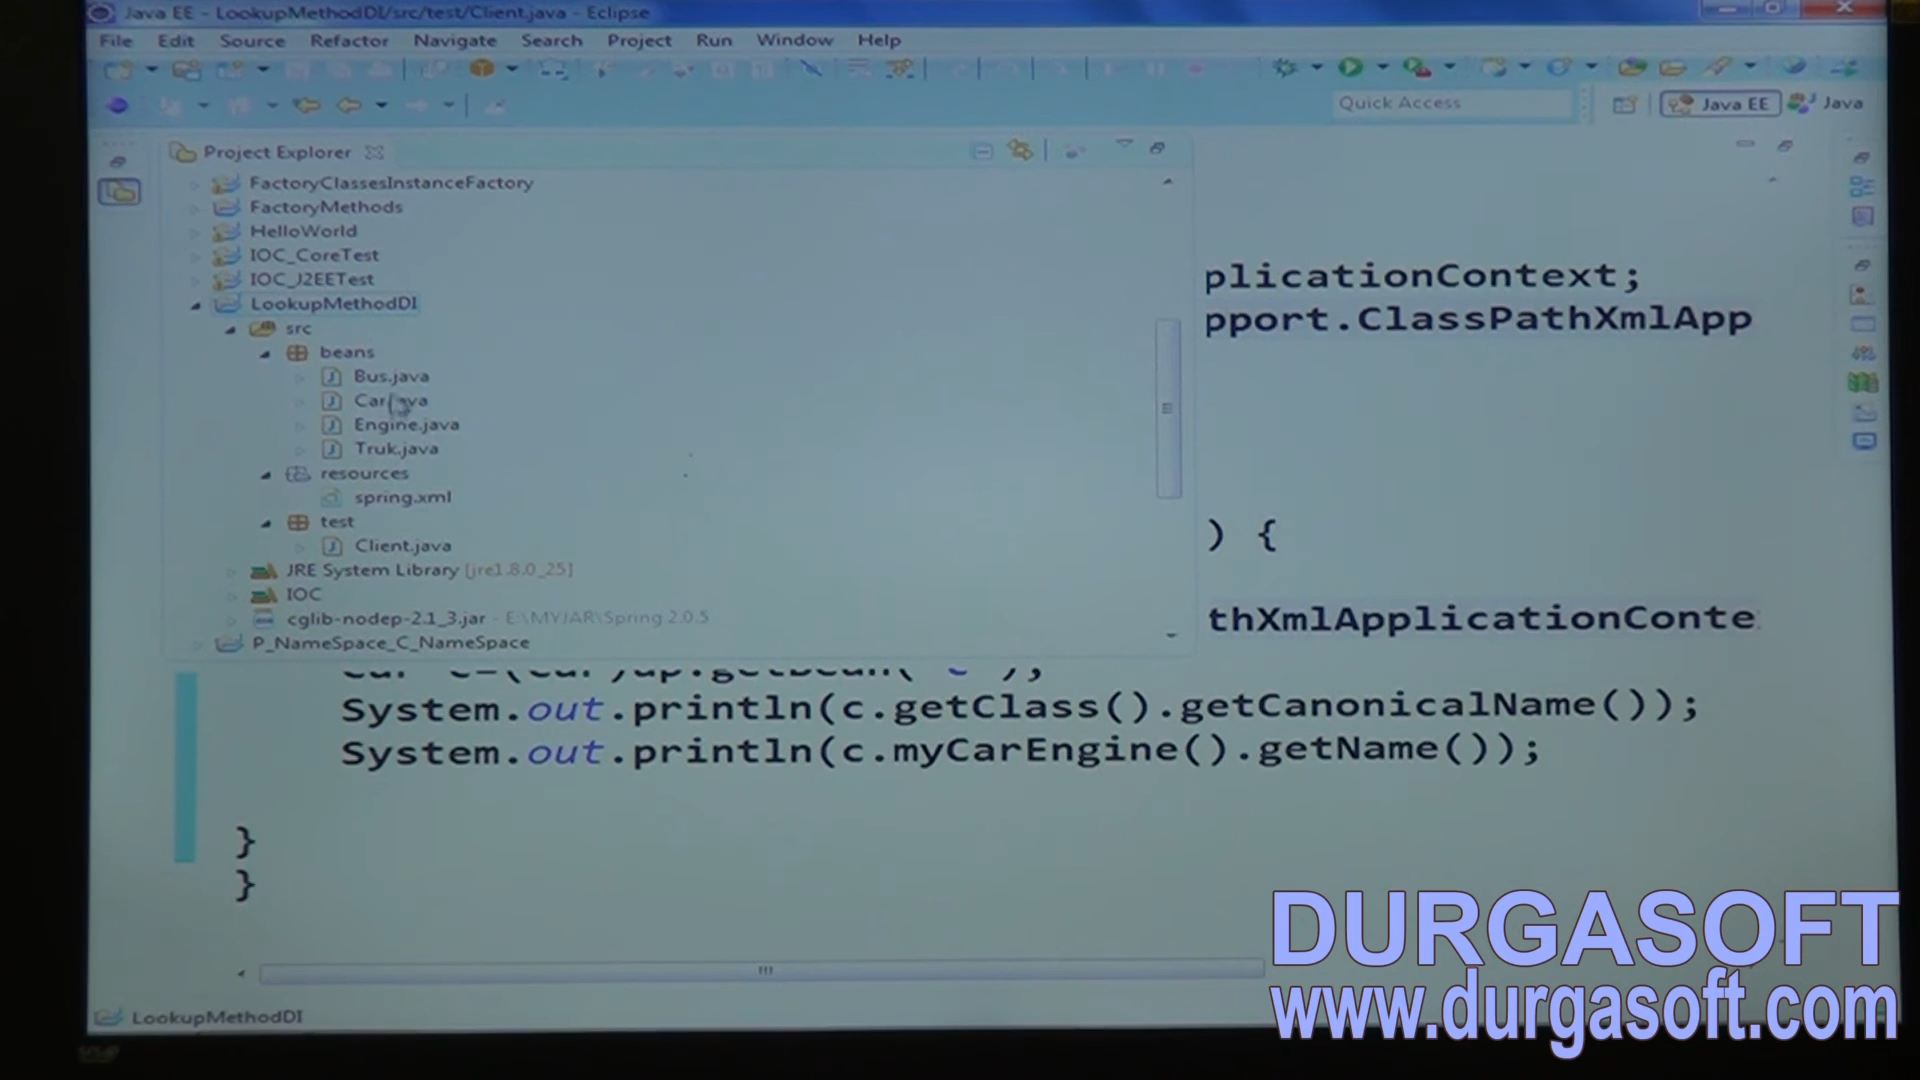 Java EE - LookupMethodDI/src/test/Client.java - Eclipse
File Edit Source Refactor Navigate Search Project Run Window Help
Quick Access
Java EE
Java
Project Explorer
FactoryClassesInstanceFactory
FactoryMethods
HelloWorld
IOC_CoreTest
IOC_J2EETest
LookupMethodDI
src
beans
Bus.java
Car.java
Engine.java
Truk.java
resources
spring.xml
test
Client.java
JRE System Library [jre1.8.0_25]
IOC
cglib-nodep-2.1_3.jar - E:\MYJAR\Spring 2.0.5
P_NameSpace_C_NameSpace
plicationContext;
pport.ClassPathXmlApp
) {
thXmlApplicationConte
System.out.println(c.getClass().getCanonicalName());
System.out.println(c.myCarEngine().getName());
}
}
LookupMethodDI
DURGASOFT
www.durgasoft.com